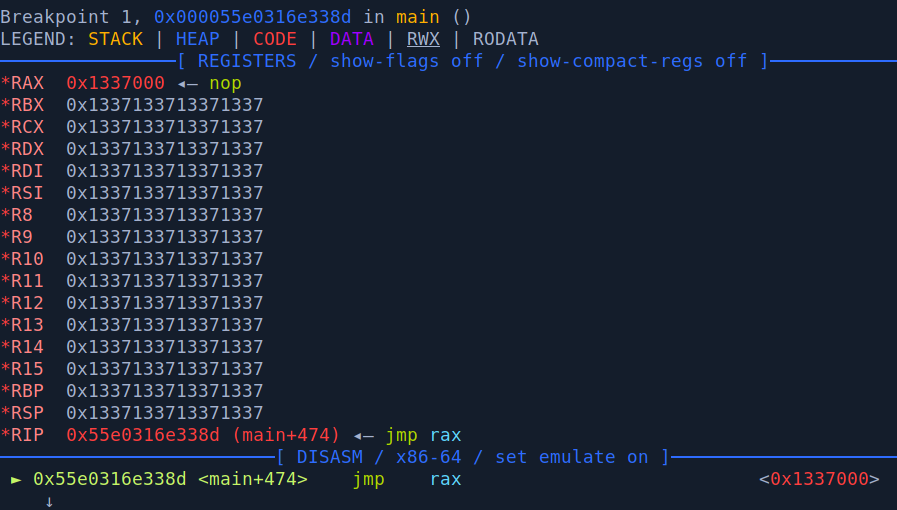 Breakpoint 1, 0x000055e0316e338d in main ()
LEGEND: STACK | HEAP | CODE | DATA | RWX | RODATA
[ REGISTERS / show-flags off / show-compact-regs off ]
*RAX  0x1337000 ◂— nop
*RBX  0x1337133713371337
*RCX  0x1337133713371337
*RDX  0x1337133713371337
*RDI  0x1337133713371337
*RSI  0x1337133713371337
*R8   0x1337133713371337
*R9   0x1337133713371337
*R10  0x1337133713371337
*R11  0x1337133713371337
*R12  0x1337133713371337
*R13  0x1337133713371337
*R14  0x1337133713371337
*R15  0x1337133713371337
*RBP  0x1337133713371337
*RSP  0x1337133713371337
*RIP  0x55e0316e338d (main+474) ◂— jmp rax
[ DISASM / x86-64 / set emulate on ]
► 0x55e0316e338d <main+474>    jmp    rax                           <0x1337000>
↓